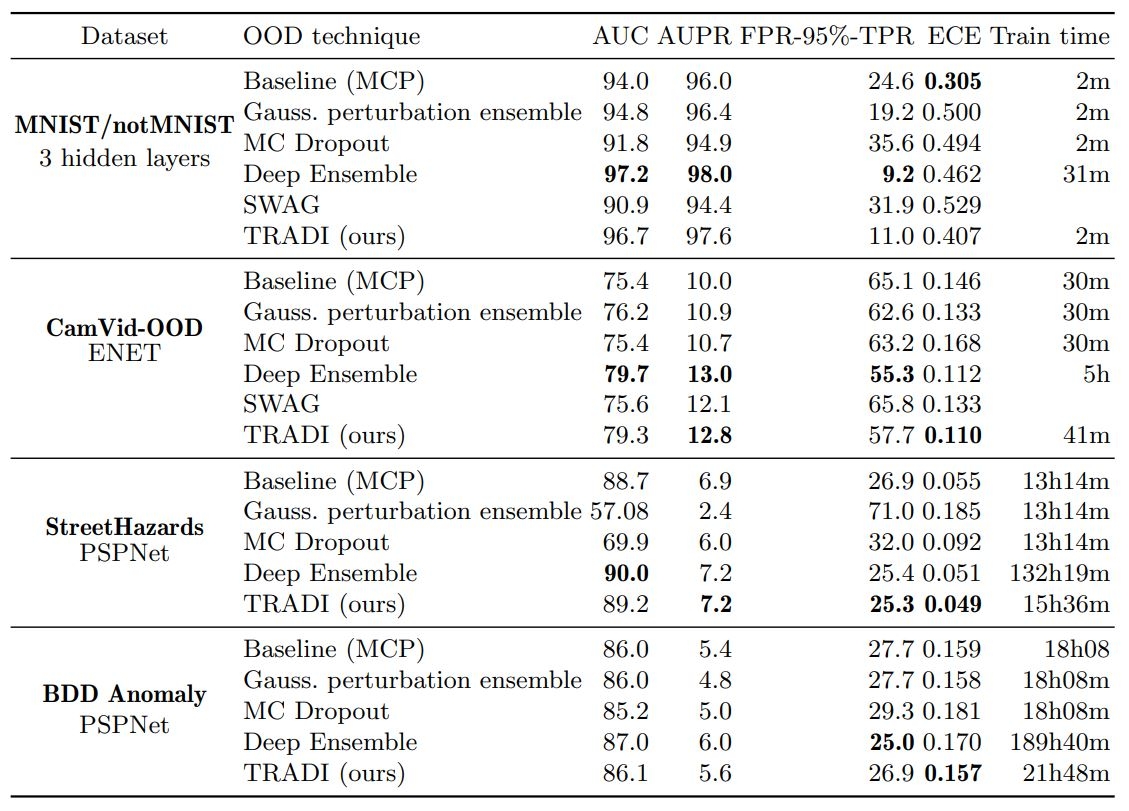 Dataset OOD technique AUC AUPR FPR-95%-TPR ECE Train time
Baseline (MCP) 94.0 96.0 24.6 0.305 2m
Gauss. perturbation ensemble 94.8 96.4 19.2 0.500 2m
MNIST/notMNIST
MC Dropout 91.8 94.9 35.6 0.494 2m
3 hidden layers
Deep Ensemble 97.2 98.0 9.2 0.462 31m
SWAG 90.9 94.4 31.9 0.529
TRADI (ours) 96.7 97.6 11.0 0.407 2m
Baseline (MCP) 75.4 10.0 65.1 0.146 30m
Gauss. perturbation ensemble 76.2 10.9 62.6 0.133 30m
CamVid-OOD
MC Dropout 75.4 10.7 63.2 0.168 30m
ENET
Deep Ensemble 79.7 13.0 55.3 0.112 5h
SWAG 75.6 12.1 65.8 0.133
TRADI (ours) 79.3 12.8 57.7 0.110 41m
Baseline (MCP) 88.7 6.9 26.9 0.055 13h14m
Gauss. perturbation ensemble 57.08 2.4 71.0 0.185 13h14m
StreetHazards
MC Dropout 69.9 6.0 32.0 0.092 13h14m
PSPNet
Deep Ensemble 90.0 7.2 25.4 0.051 132h19m
TRADI (ours) 89.2 7.2 25.3 0.049 15h36m
Baseline (MCP) 86.0 5.4 27.7 0.159 18h08
Gauss. perturbation ensemble 86.0 4.8 27.7 0.158 18h08m
BDD Anomaly
MC Dropout 85.2 5.0 29.3 0.181 18h08m
PSPNet
Deep Ensemble 87.0 6.0 25.0 0.170 189h40m
TRADI (ours) 86.1 5.6 26.9 0.157 21h48m